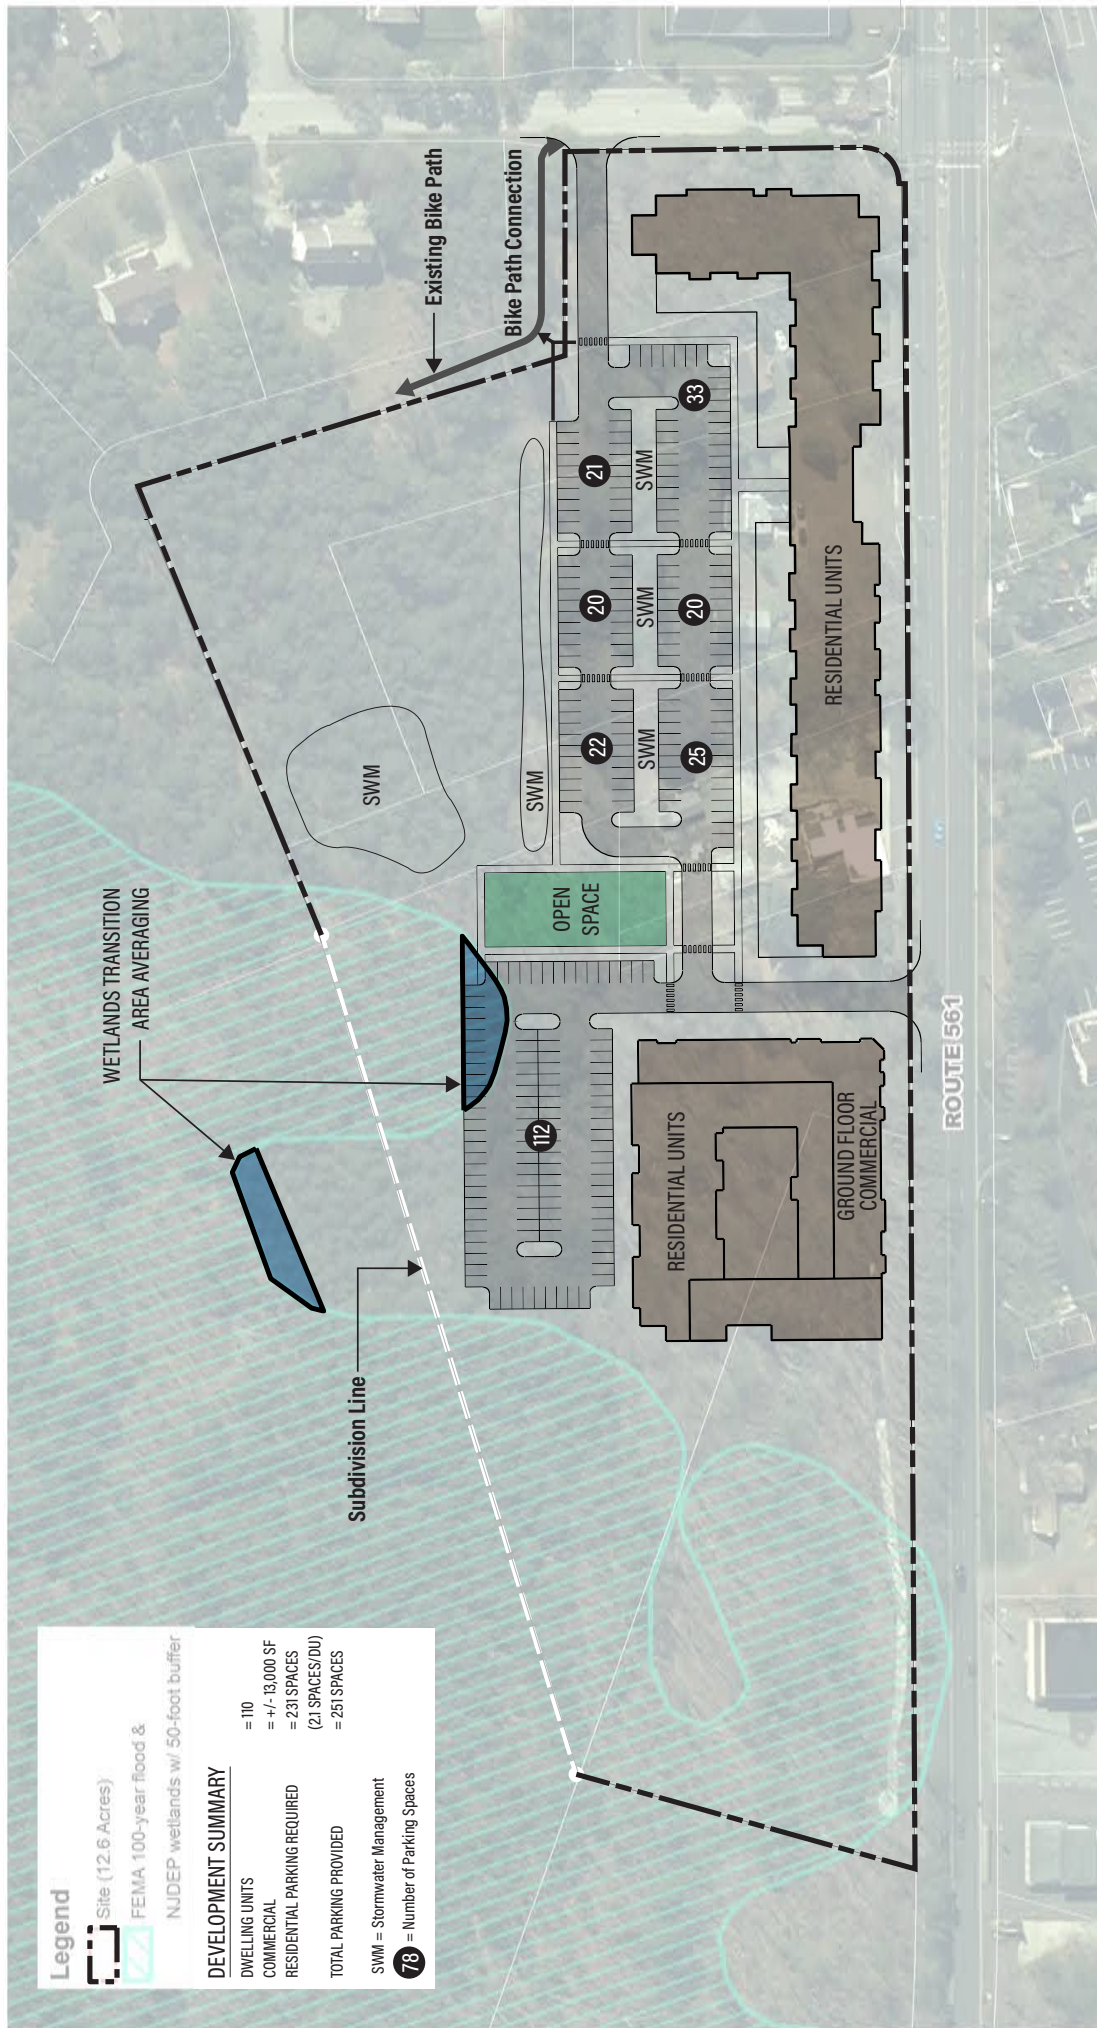 Legend
Site (12.6 Acres)
FEMA 100-year flood &
NJDEP wetlands w/ 50-foot buffer
DEVELOPMENT SUMMARY
DWELLING UNITS = 110
COMMERCIAL = +/- 13,000 SF
RESIDENTIAL PARKING REQUIRED = 231 SPACES
(2.1 SPACES/DU)
TOTAL PARKING PROVIDED = 251 SPACES
SWM = Stormwater Management
78 = Number of Parking Spaces
WETLANDS TRANSITION
AREA AVERAGING
Subdivision Line
Existing Bike Path
Bike Path Connection
SWM
SWM
OPEN
SPACE
112
22
20
21
SWM
SWM
SWM
25
20
33
RESIDENTIAL UNITS
GROUND FLOOR
COMMERCIAL
RESIDENTIAL UNITS
ROUTE 561